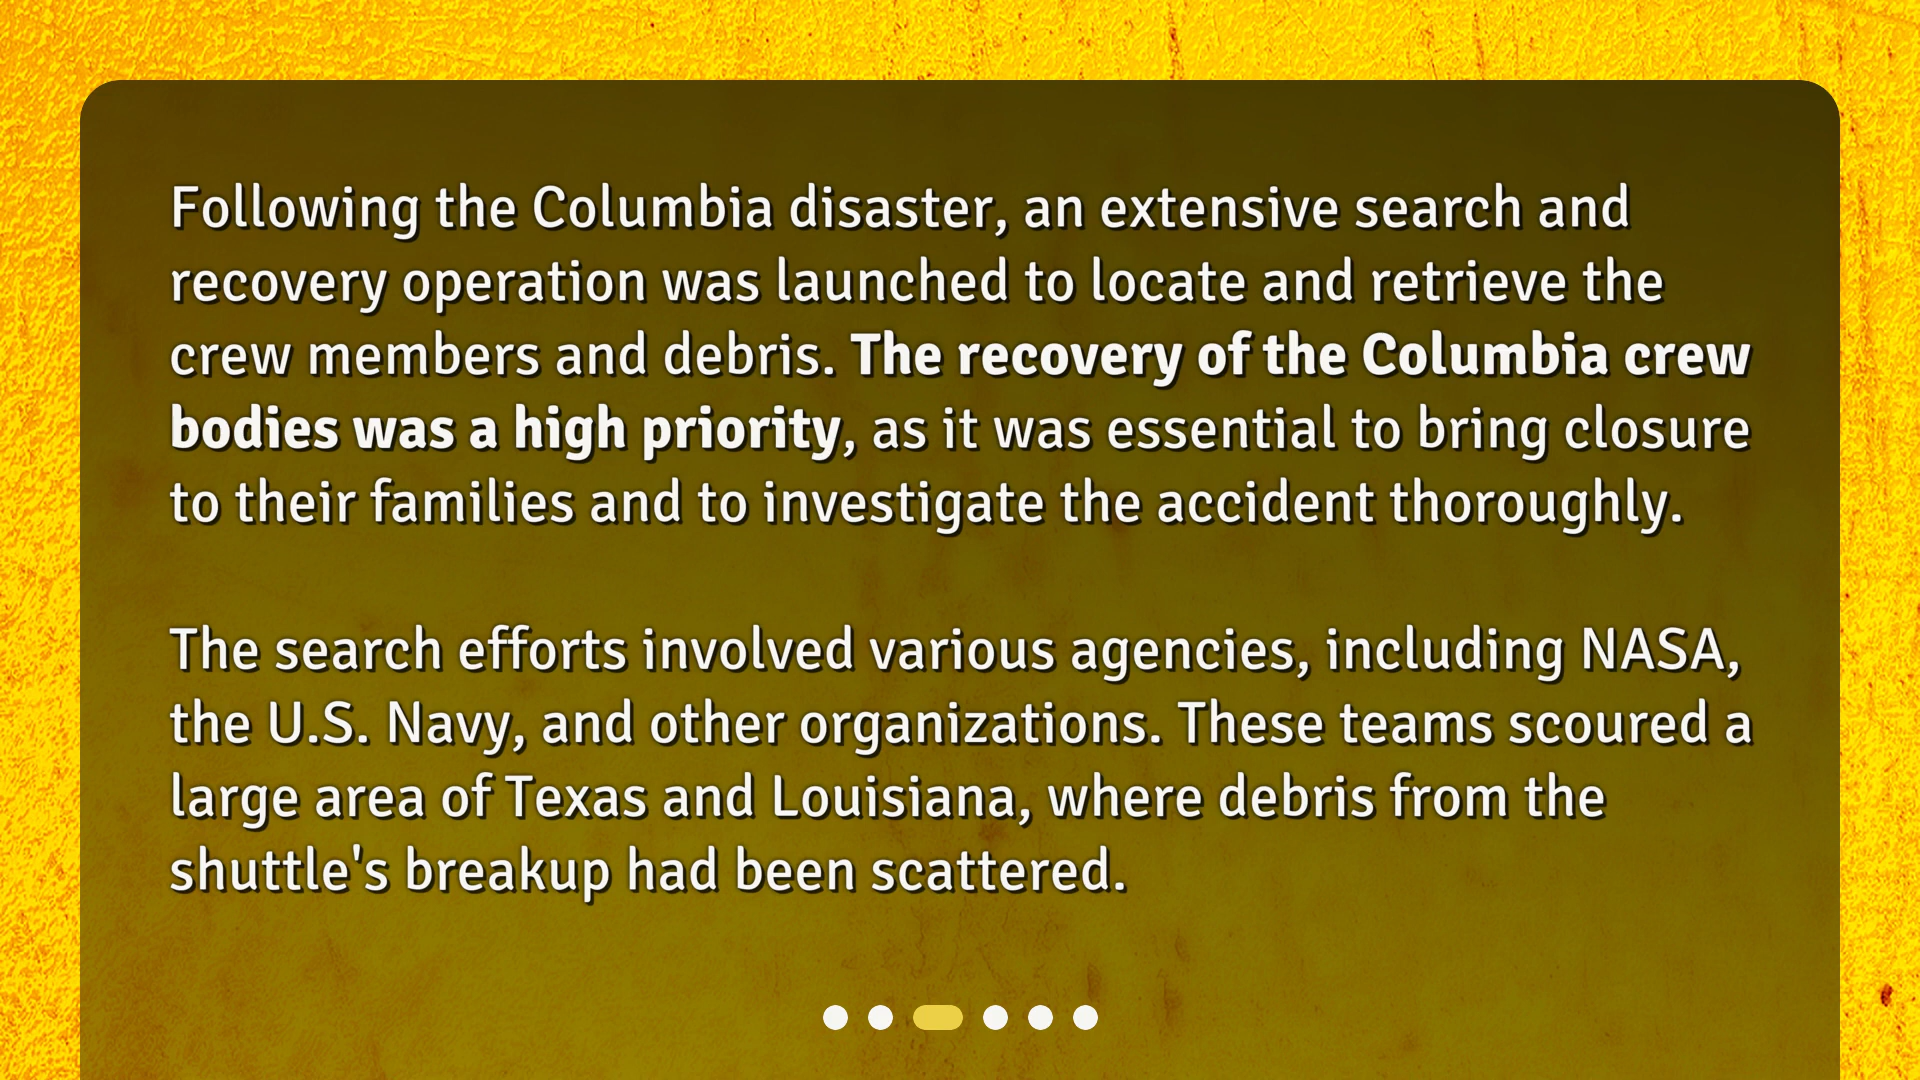 Following the Columbia disaster, an extensive search and
recovery operation was launched to locate and retrieve the
crew members and debris. The recovery of the Columbia crew
bodies was a high priority, as it was essential to bring closure
to their families and to investigate the accident thoroughly.
The search efforts involved various agencies, including NASA,
the U.S. Navy, and other organizations. These teams scoured a
large area of Texas and Louisiana, where debris from the
shuttle's breakup had been scattered.